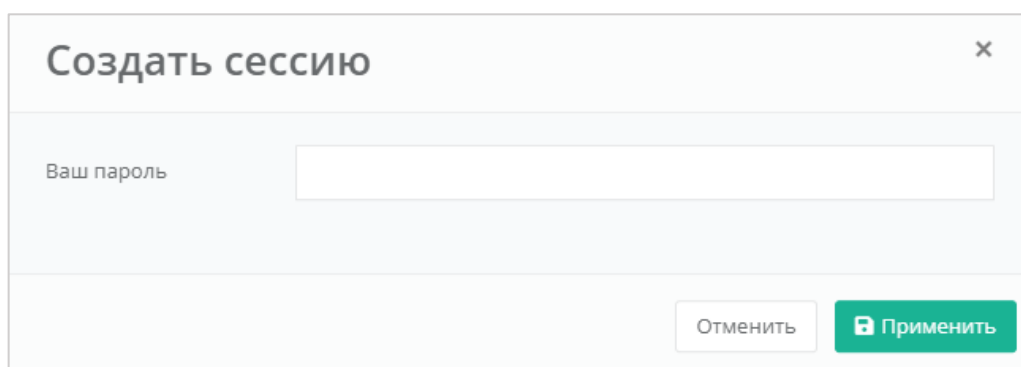 Создать сессию
Ваш пароль
Отменить
Применить